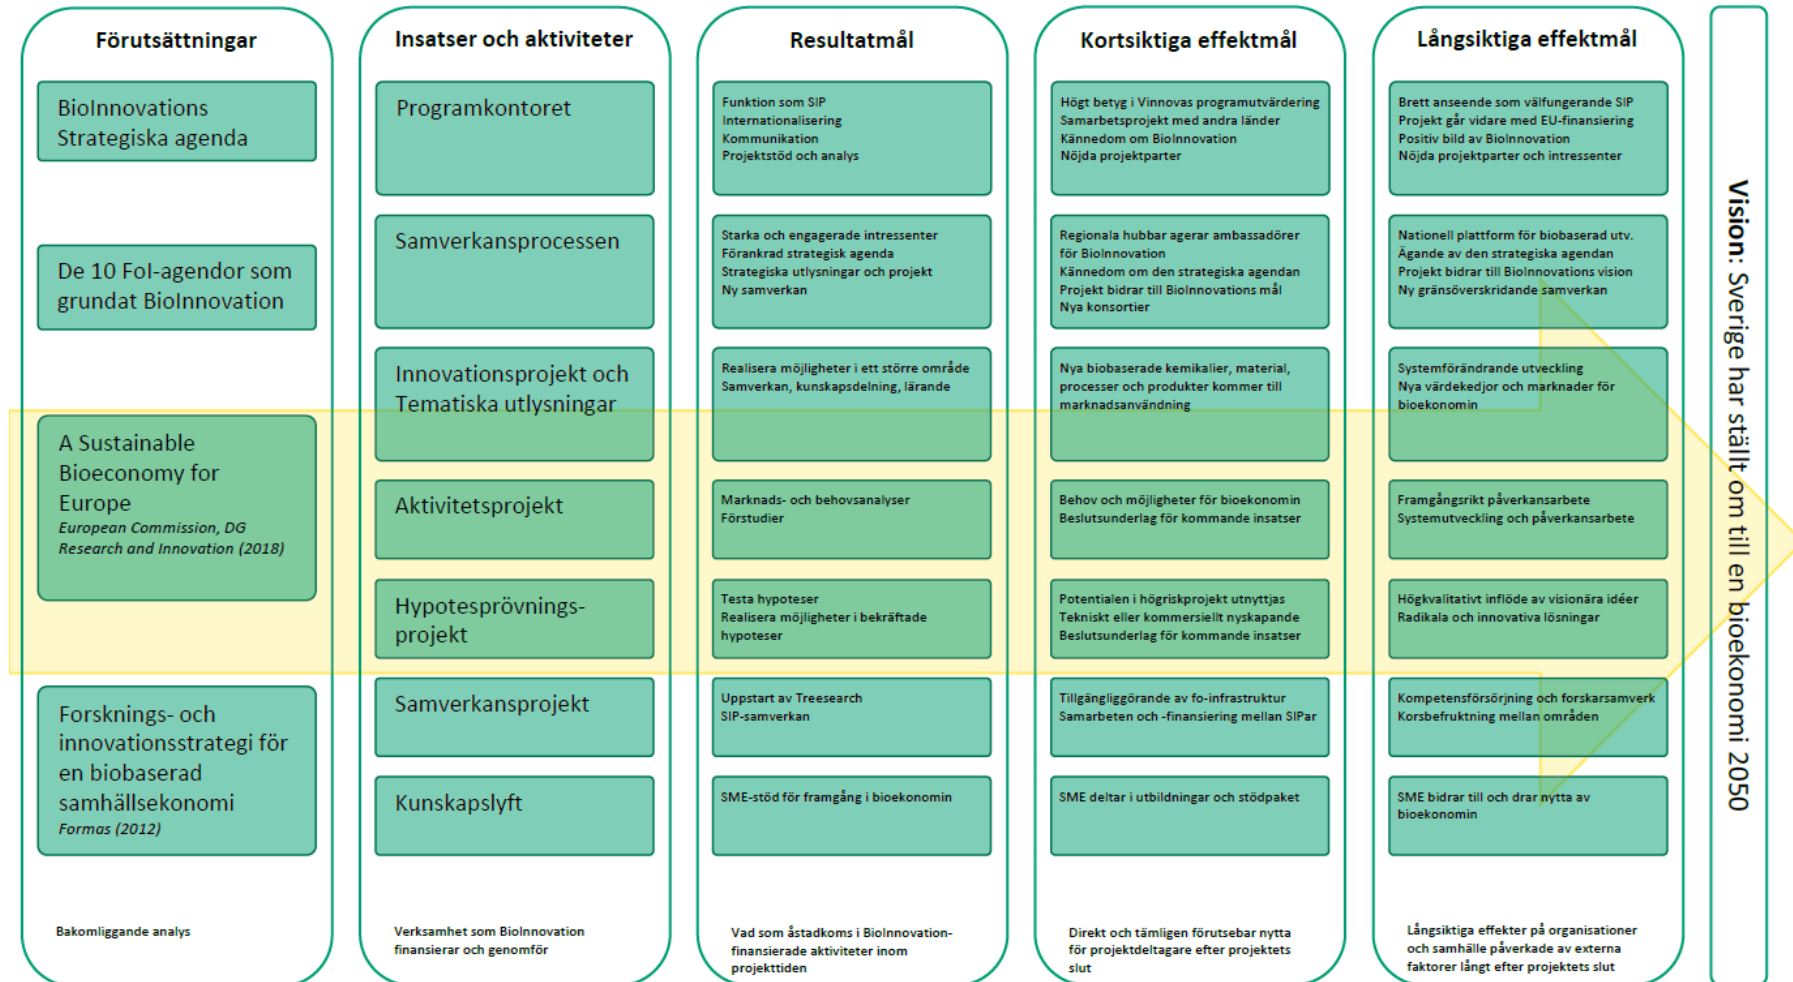 Förutsättningar
BioInnovations
Strategiska agenda
De 10 FoI-agendor som
grundat BioInnovation
A Sustainable
Bioeconomy for
Europe
European Commission, DG
Research and Innovation (2018)
Forsknings- och
innovationsstrategi för
en biobaserad
samhällsekonomi
Formas (2012)
Bakomliggande analys
Insatser och aktiviteter
Programkontoret
Samverkansprocessen
Innovationsprojekt och
Tematiska utlysningar
Aktivitetsprojekt
Hypotesprövnings-
projekt
Samverkansprojekt
Kunskapslyft
Verksamhet som BioInnovation
finansierar och genomför
Resultatmål
Funktion som SIP
Internationalisering
Kommunikation
Projektstöd och analys
Starka och engagerade intressenter
Förankrad strategisk agenda
Strategiska utlysningar och projekt
Ny samverkan
Realisera möjligheter i ett större område
Samverkan, kunskapsdelning, lärande
Marknads- och behovsanalyser
Förstudier
Testa hypoteser
Realisera möjligheter i bekräftade
hypoteser
Uppstart av Treesearch
SIP-samverkan
SME-stöd för framgång i bioekonomin
Vad som åstadkoms i BioInnovation-
finansierade aktiviteter inom
projekttiden
Kortsiktiga effektmål
Högt betyg i Vinnovas programutvärdering
Samarbetsprojekt med andra länder
Kännedom om BioInnovation
Nöjda projektparter
Regionala hubbar agerar ambassadörer
för BioInnovation
Kännedom om den strategiska agendan
Projekt bidrar till BioInnovations mål
Nya konsortier
Nya biobaserade kemikalier, material,
processer och produkter kommer till
marknadsanvändning
Behov och möjligheter för bioekonomin
Beslutsunderlag för kommande insatser
Potentialen i högriskprojekt utnyttjas
Tekniskt eller kommersiellt nyskapande
Beslutsunderlag för kommande insatser
Tillgängliggörande av fo-infrastruktur
Samarbeten och -finansiering mellan SIPar
SME deltar i utbildningar och stödpaket
Direkt och tämligen förutsebar nytta
för projektdeltagare efter projektets
slut
Långsiktiga effektmål
Brett anseende som välfungerande SIP
Projekt går vidare med EU-finansiering
Positiv bild av BioInnovation
Nöjda projektparter och intressenter
Nationell plattform för biobaserad utv.
Ägande av den strategiska agendan
Projekt bidrar till BioInnovations vision
Ny gränsöverskridande samverkan
Systemförändrande utveckling
Nya värdekedjor och marknader för
bioekonomin
Framgångsrikt påverkansarbete
Systemutveckling och påverkansarbete
Högkvalitativt inflöde av visionära idéer
Radikala och innovativa lösningar
Kompetensförsörjning och forskarsamverk
Korsbefruktning mellan områden
SME bidrar till och drar nytta av
bioekonomin
Långsiktiga effekter på organisationer
och samhälle påverkade av externa
faktorer långt efter projektets slut
Vision: Sverige har ställt om till en bioekonomi 2050